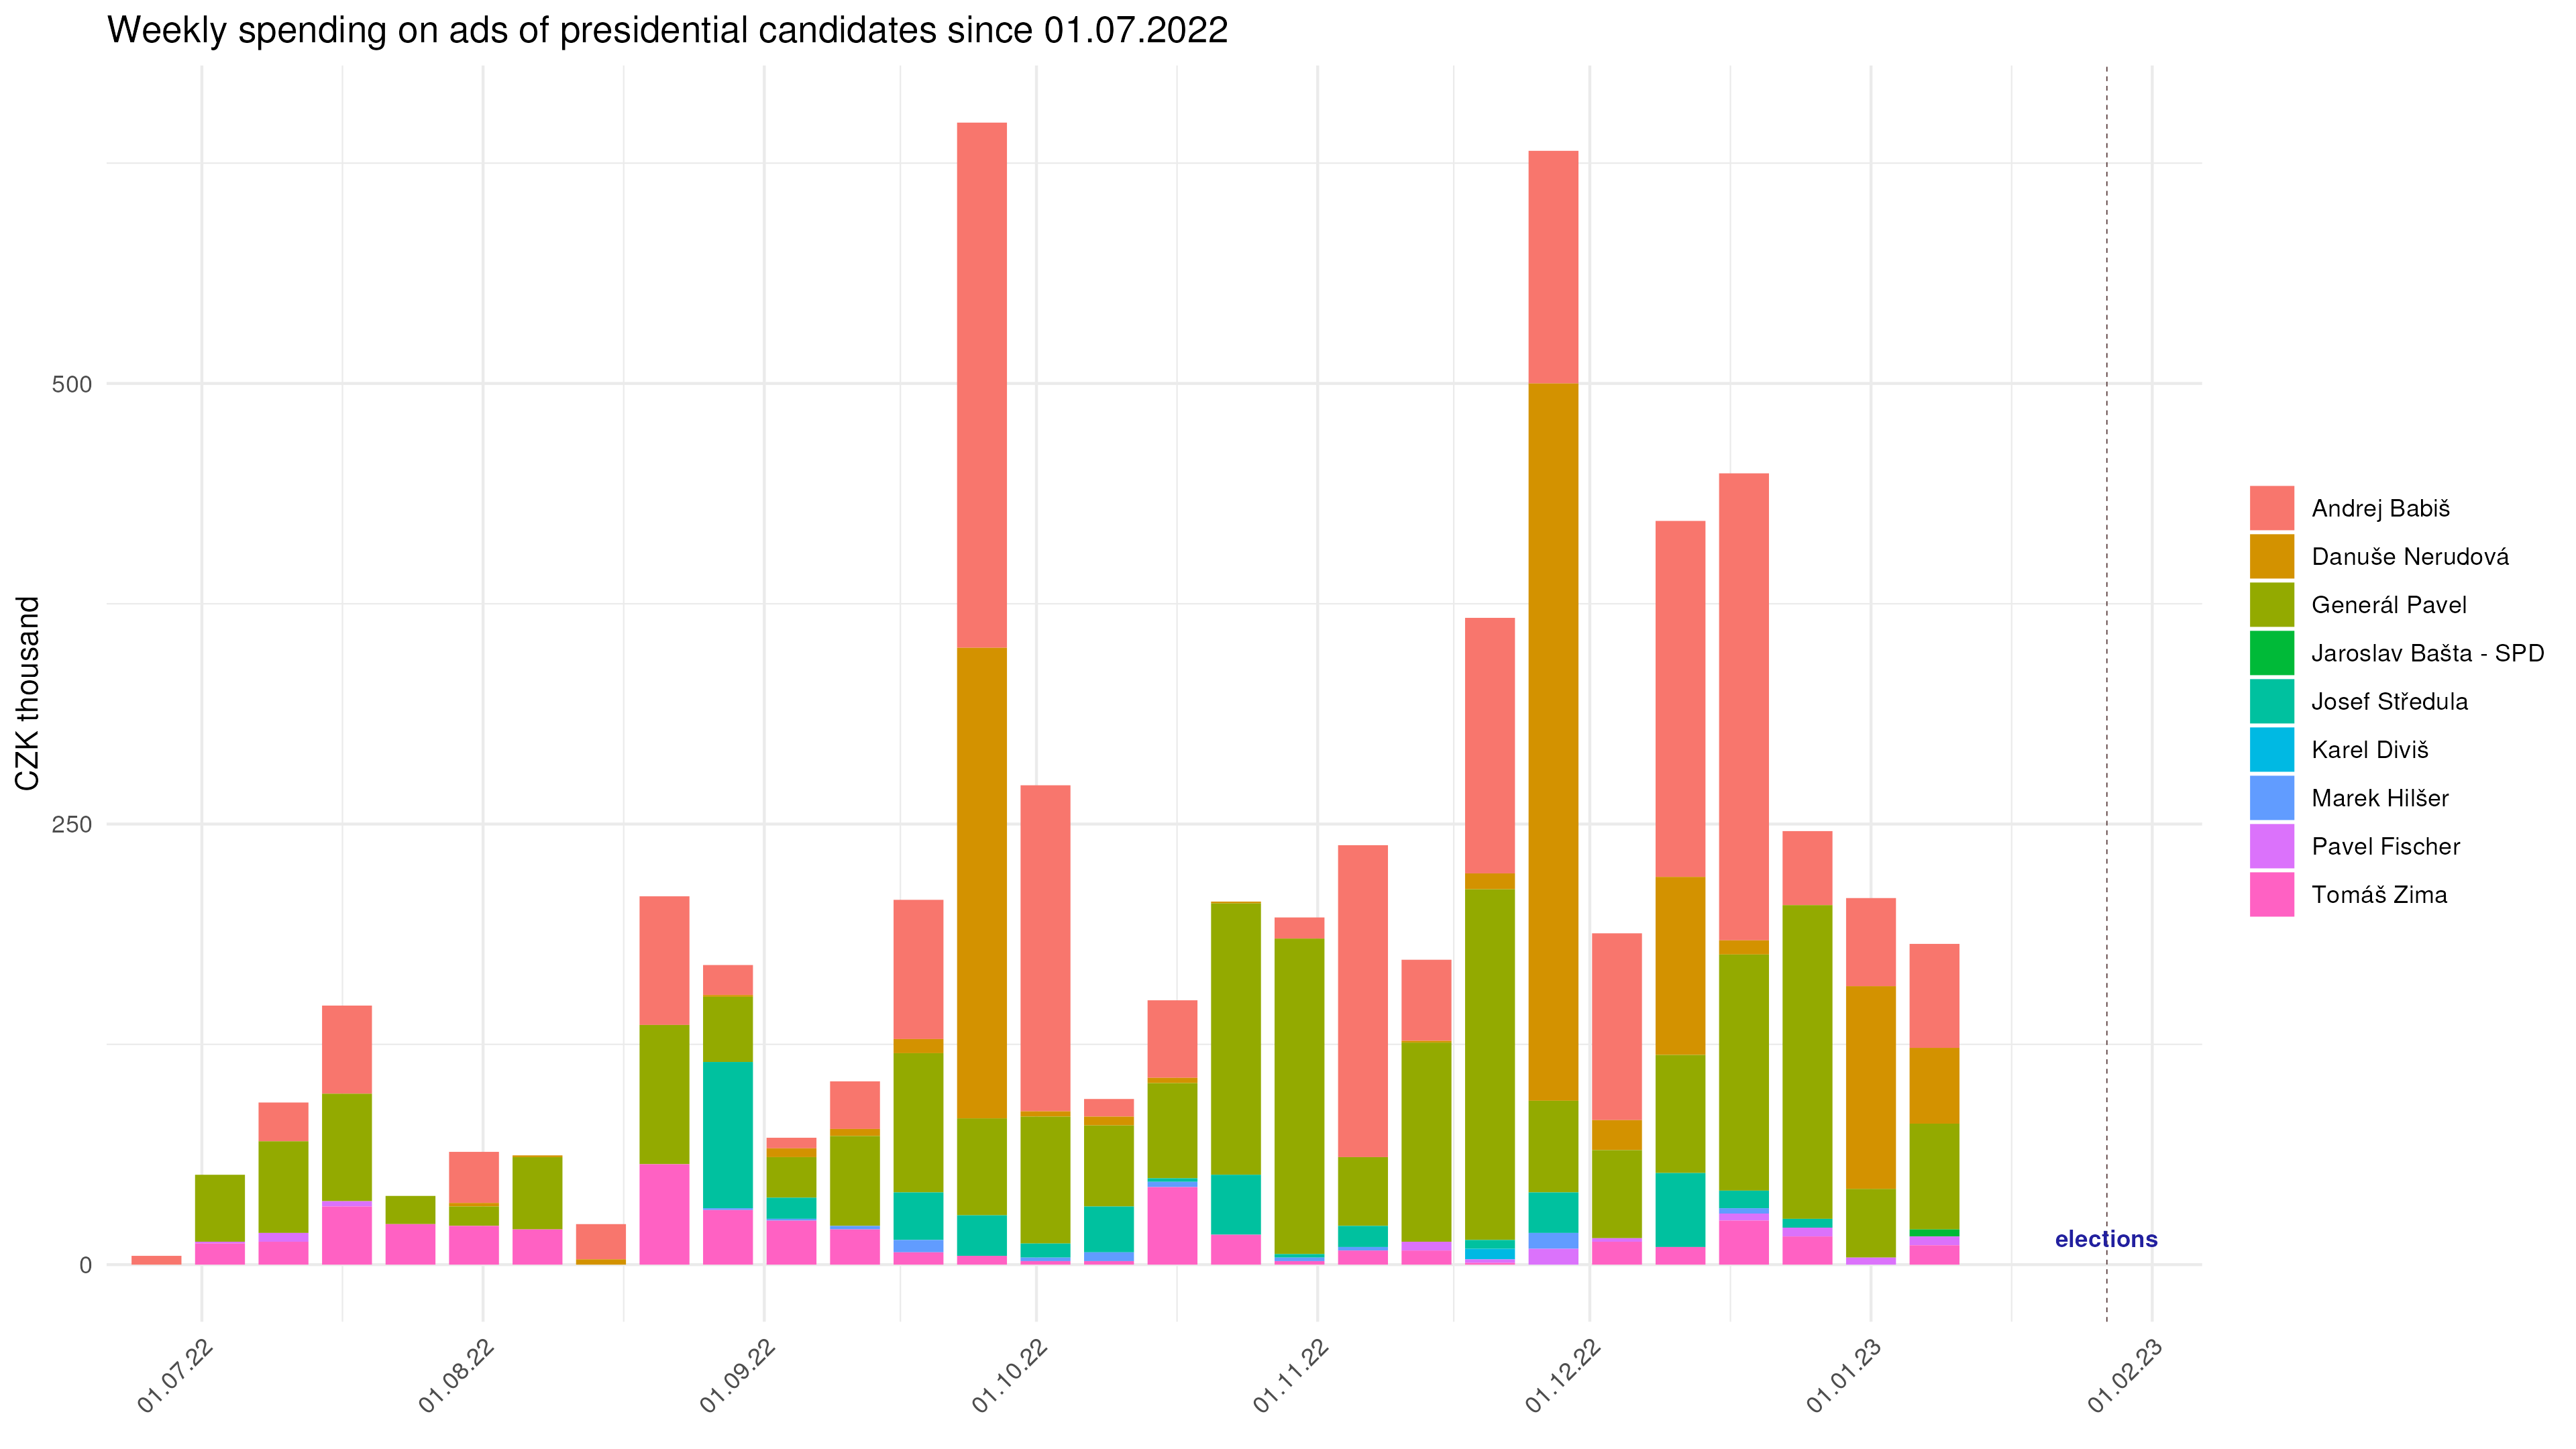 Weekly spending on ads of presidential candidates since 01.07.2022
CZK thousand
500
250
0
01.07.22
01.08.22
01.09.22
01.10.22
01.11.22
01.12.22
01.01.23
01.02.23
elections
Andrej Babiš
Danuše Nerudová
Generál Pavel
Jaroslav Bašta - SPD
Josef Středula
Karel Diviš
Marek Hilšer
Pavel Fischer
Tomáš Zima